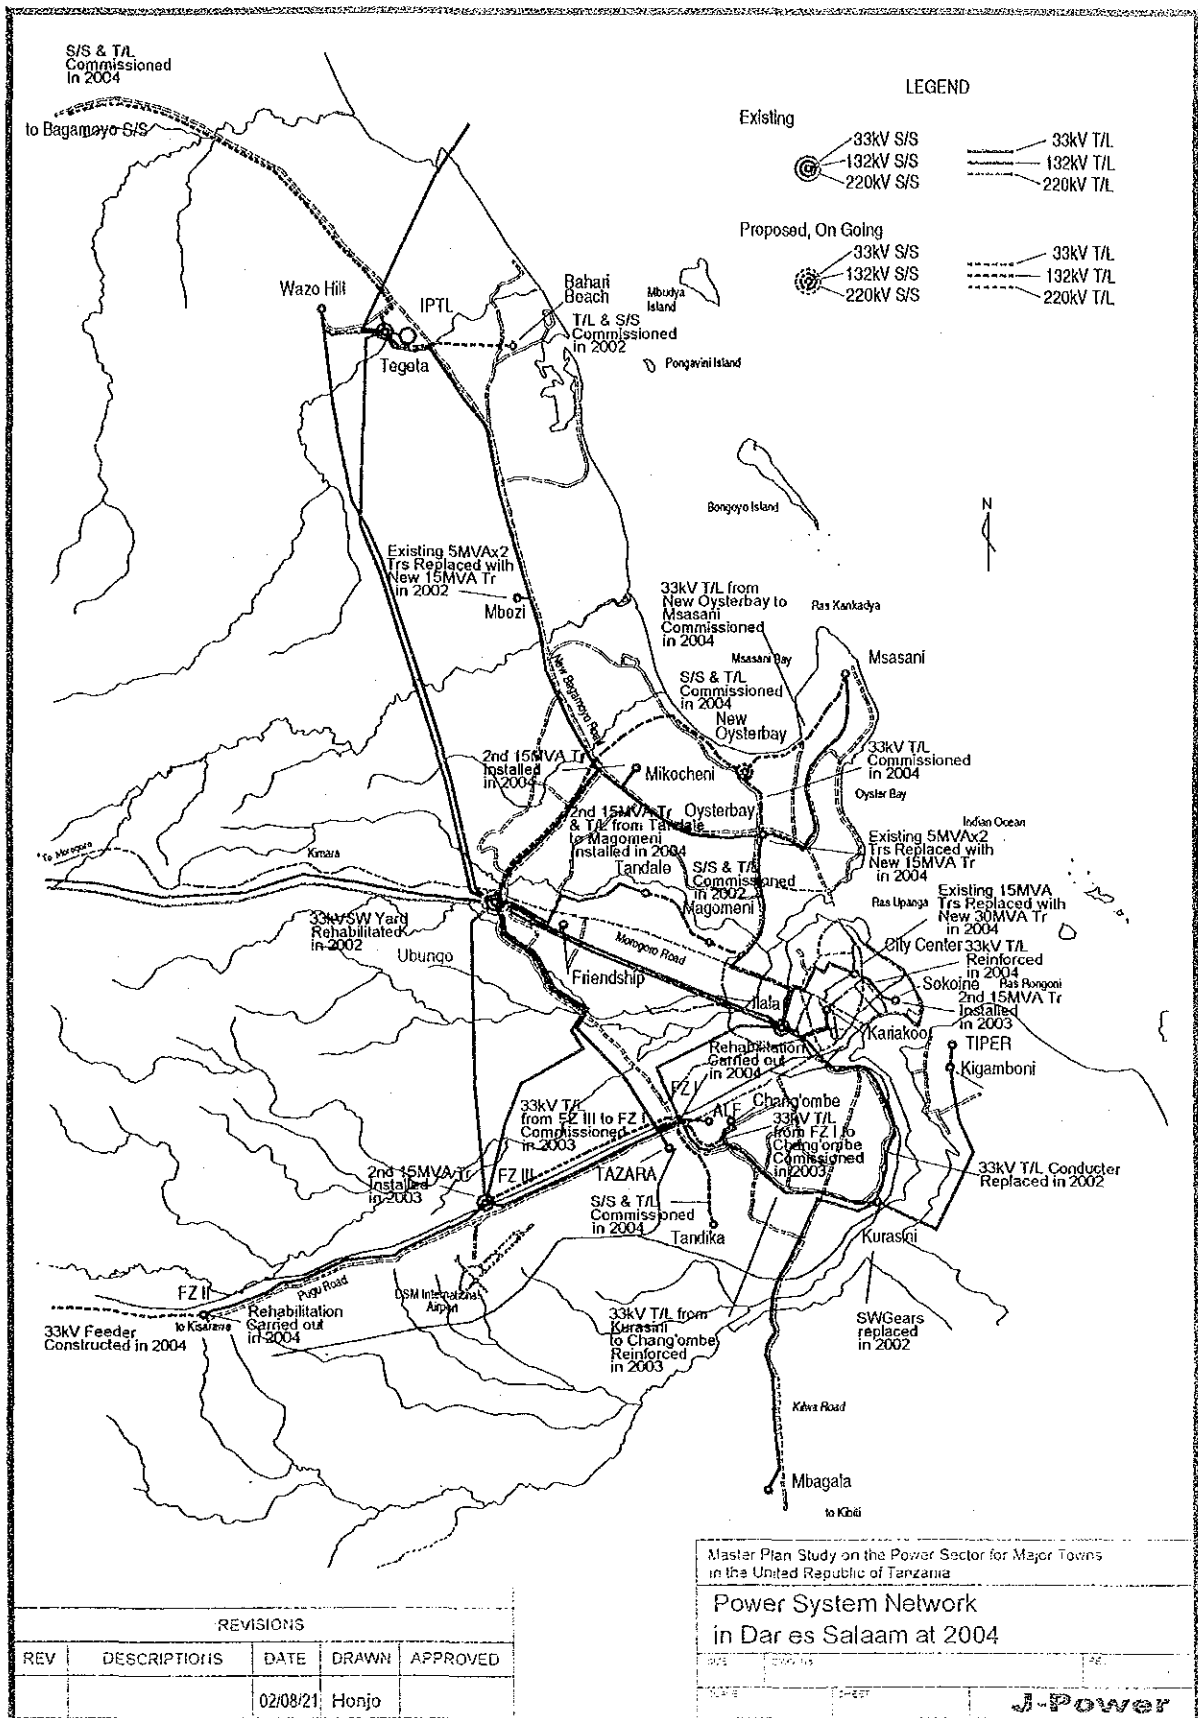 S/S & T/L
Commissioned
In 2004
to Bagamoyo S/S
LEGEND
Existing
33kV S/S
132kV S/S
220kV S/S
33kV T/L
132kV T/L
220kV T/L
Proposed, On Going
33kV S/S
132kV S/S
220kV S/S
33kV T/L
132kV T/L
220kV T/L
Wazo Hill
IPTL
Tegeta
Bahari
Beach
T/L & S/S
Commissioned
in 2002
Mbudya
Island
Pongavini Island
Bongoyo Island
N
Existing 5MVAx2
Trs Replaced with
New 15MVA Tr
in 2002
Mbozi
33kV T/L from
New Oysterbay to
Msasani
Commissioned
in 2004
Ras Kankadya
Msasani Bay
Msasani
S/S & T/L
Commissioned
in 2004
New
Oysterbay
New Bagamoyo Road
33kV T/L
Commissioned
in 2004
2nd 15MVA Tr
Installed
in 2004
Mikocheni
Oyster Bay
2nd 15MVA Tr
& T/L from Tandale
to Magomeni
Installed in 2004
Oysterbay
Indian Ocean
Existing 5MVAx2
Trs Replaced with
New 15MVA Tr
in 2004
To Morogoro
Kimara
Tandale
S/S & T/L
Commissioned
in 2002
Magomeni
Existing 15MVA
Trs Replaced with
New 30MVA Tr
in 2004
Ras Upanga
33kV SW Yard
Rehabilitated
in 2002
Ubungo
Morogoro Road
Friendship
City Center
33kV T/L
Reinforced
in 2004
Sokoine
Ras Rongoni
2nd 15MVA Tr
Installed
in 2003
Ilala
Kariakoo
TIPER
Kigamboni
Rehabilitation
Carried out
in 2004
FZ I
ALF
Chang'ombe
33kV T/L
from FZ III to FZ I
Commissioned
in 2003
33kV T/L
from FZ I to
Chang'ombe
Comissioned
in 2003
2nd 15MVA Tr
Installed
in 2003
FZ III
TAZARA
33kV T/L Conducter
Replaced in 2002
S/S & T/L
Commissioned
in 2004
Tandika
Kurasini
FZ II
Pugu Road
DSM International
Airport
to Kisarawe
Rehabilitation
Carried out
in 2004
33kV Feeder
Constructed in 2004
33kV T/L from
Kurasini
to Chang'ombe
Reinforced
in 2003
SWGears
replaced
in 2002
Kilwa Road
Mbagala
to Kibiti
Master Plan Study on the Power Sector for Major Towns
in the United Republic of Tanzania
Power System Network
in Dar es Salaam at 2004
J-Power
REVISIONS
REV DESCRIPTIONS DATE DRAWN APPROVED
02/08/21 Honjo